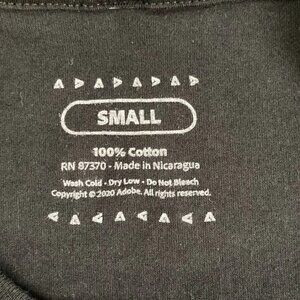 SMALL
100% Cotton
RN 87370 - Made in Nicaragua
Wash Cold - Dry Low - Do Not Bleach
Copyright © 2020 Adobe. All rights reserved.